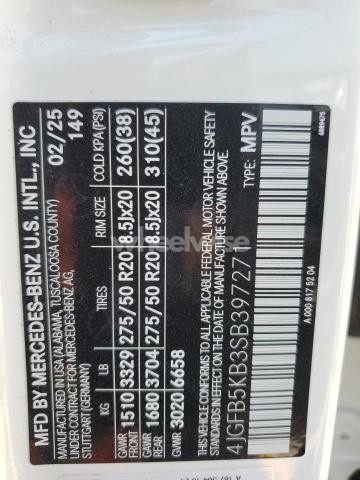 MFD BY MERCEDES-BENZ U.S. INTL., INC
FABRICATED IN USA (ALABAMA, TUSCALOOSA COUNTY)
UNDER CONTRACT FOR MERCEDES-BENZ AG,
STUTTGART (GERMANY)
02/25
149
LB TIRES RIM SIZE COLD KPA (PSI)
GAWR FRONT 1510 3329 275/50 R20 8.5Jx20 260(38)
GAWR REAR 1680 3704 275/50 R20 8.5Jx20 310(45)
GVWR 3020 6658
THIS VEHICLE CONFORMS TO ALL APPLICABLE FEDERAL MOTOR VEHICLE SAFETY
STANDARDS IN EFFECT ON THE DATE OF MANUFACTURE SHOWN ABOVE.
TYPE: MPV
A 000 817 52 04